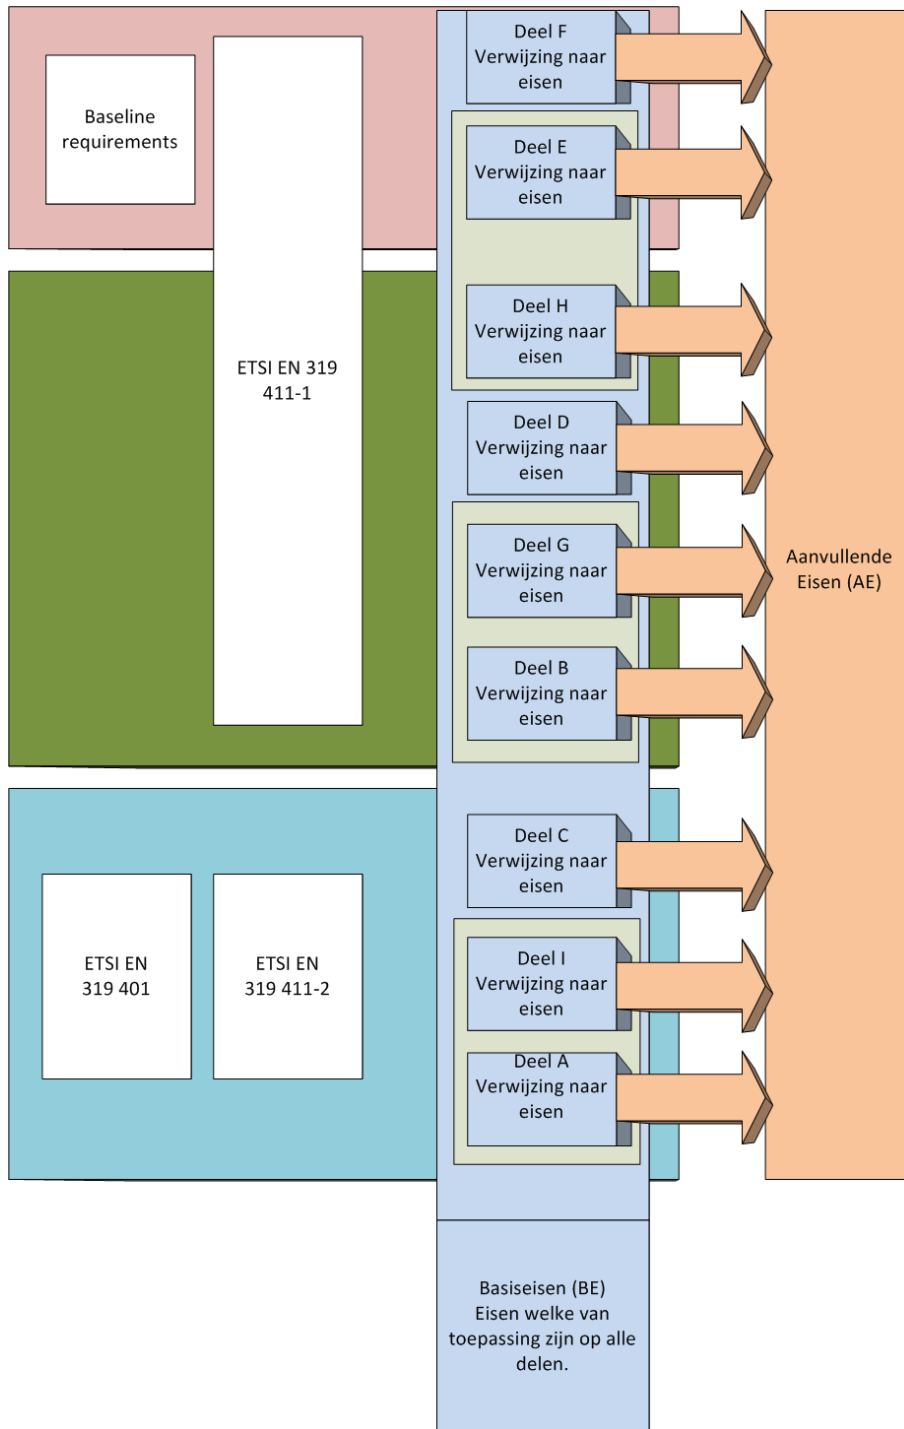 Baseline
requirements
ETSI EN 319
411-1
Deel F
Verwijzing naar
eisen
Deel E
Verwijzing naar
eisen
Deel H
Verwijzing naar
eisen
Deel D
Verwijzing naar
eisen
Deel G
Verwijzing naar
eisen
Deel B
Verwijzing naar
eisen
Aanvullende
Eisen (AE)
Deel C
Verwijzing naar
eisen
ETSI EN
319 401
ETSI EN
319 411-2
Deel I
Verwijzing naar
eisen
Deel A
Verwijzing naar
eisen
Basiseisen (BE)
Eisen welke van
toepassing zijn op alle
delen.